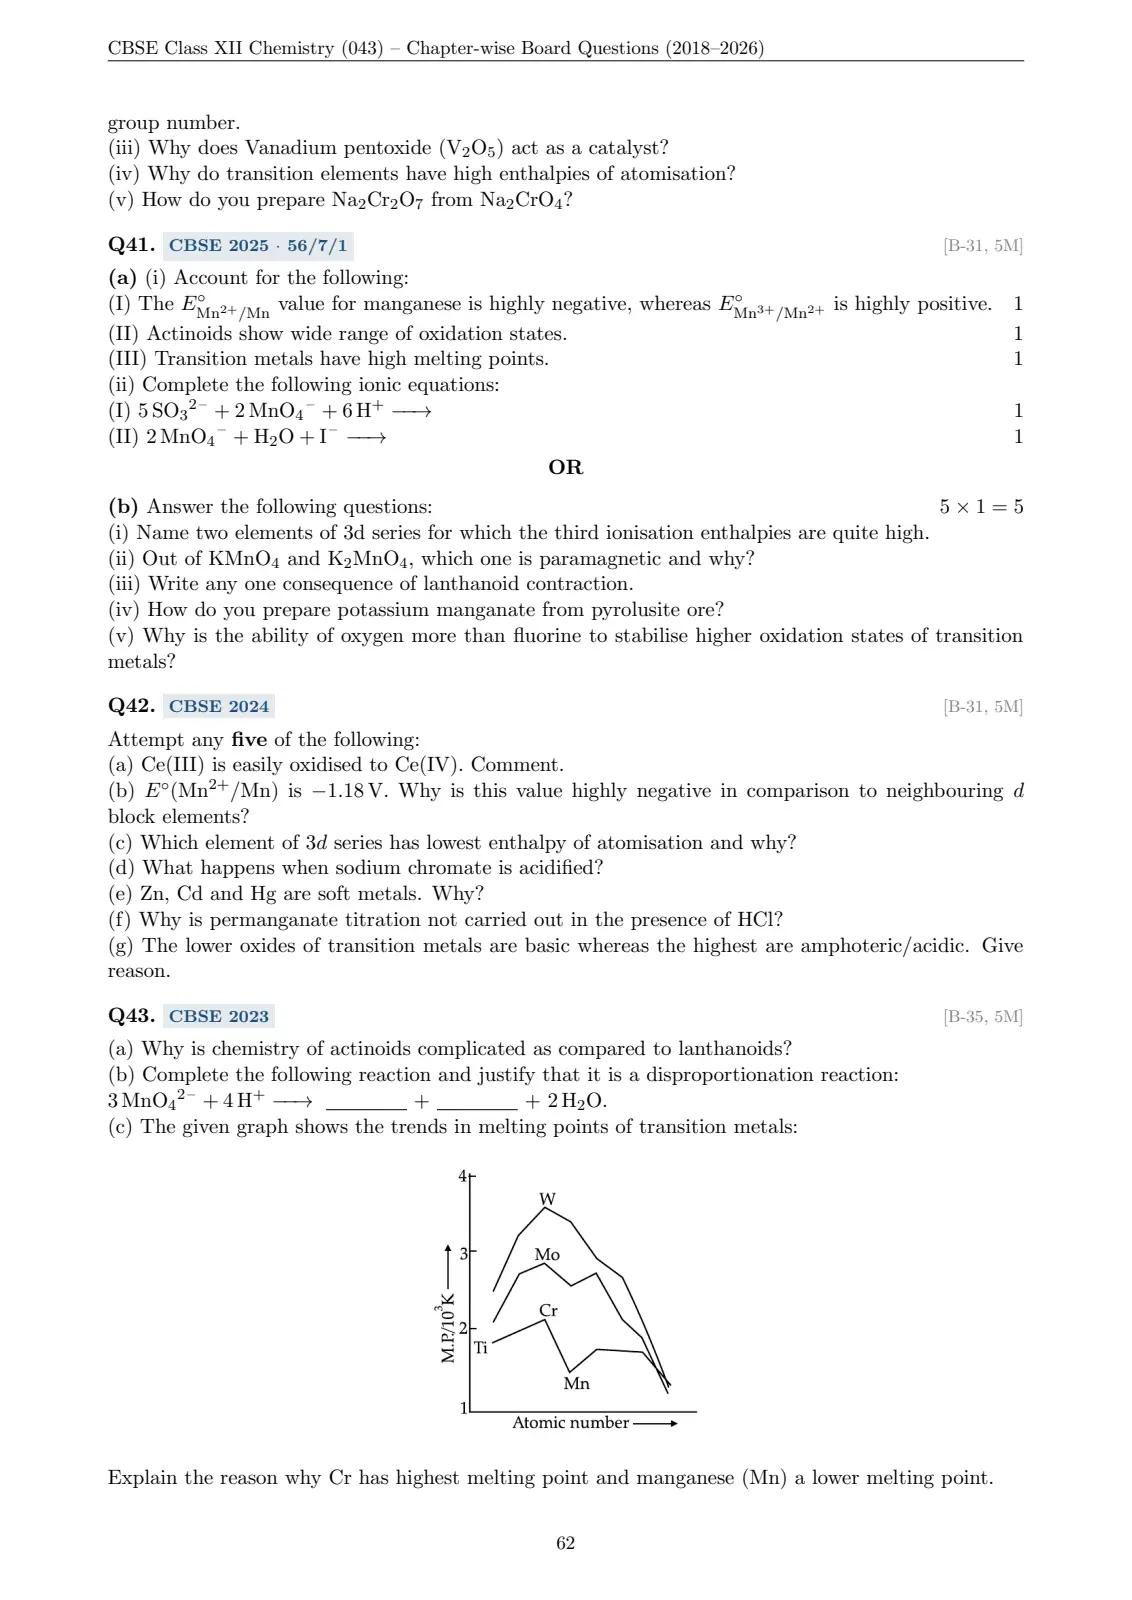 CBSE Class XII Chemistry (043) – Chapter-wise Board Questions (2018–2026)
group number.
(iii) Why does Vanadium pentoxide (V₂O₅) act as a catalyst?
(iv) Why do transition elements have high enthalpies of atomisation?
(v) How do you prepare Na₂Cr₂O₇ from Na₂CrO₄?
Q41. CBSE 2025 · 56/7/1 [B-31, 5M]
(a) (i) Account for the following:
(I) The E°Mn²⁺/Mn value for manganese is highly negative, whereas E°Mn³⁺/Mn²⁺ is highly positive. 1
(II) Actinoids show wide range of oxidation states. 1
(III) Transition metals have high melting points. 1
(ii) Complete the following ionic equations:
(I) 5 SO₃²⁻ + 2 MnO₄⁻ + 6 H⁺ ⟶ 1
(II) 2 MnO₄⁻ + H₂O + I⁻ ⟶ 1
OR
(b) Answer the following questions: 5 × 1 = 5
(i) Name two elements of 3d series for which the third ionisation enthalpies are quite high.
(ii) Out of KMnO₄ and K₂MnO₄, which one is paramagnetic and why?
(iii) Write any one consequence of lanthanoid contraction.
(iv) How do you prepare potassium manganate from pyrolusite ore?
(v) Why is the ability of oxygen more than fluorine to stabilise higher oxidation states of transition
metals?
Q42. CBSE 2024 [B-31, 5M]
Attempt any five of the following:
(a) Ce(III) is easily oxidised to Ce(IV). Comment.
(b) E°(Mn²⁺/Mn) is −1.18 V. Why is this value highly negative in comparison to neighbouring d
block elements?
(c) Which element of 3d series has lowest enthalpy of atomisation and why?
(d) What happens when sodium chromate is acidified?
(e) Zn, Cd and Hg are soft metals. Why?
(f) Why is permanganate titration not carried out in the presence of HCl?
(g) The lower oxides of transition metals are basic whereas the highest are amphoteric/acidic. Give
reason.
Q43. CBSE 2023 [B-35, 5M]
(a) Why is chemistry of actinoids complicated as compared to lanthanoids?
(b) Complete the following reaction and justify that it is a disproportionation reaction:
3 MnO₄²⁻ + 4 H⁺ ⟶ ________ + ________ + 2 H₂O.
(c) The given graph shows the trends in melting points of transition metals:
4
W
3
Mo
M.P./10³K
Cr
2
Ti
Mn
1
Atomic number
Explain the reason why Cr has highest melting point and manganese (Mn) a lower melting point.
62